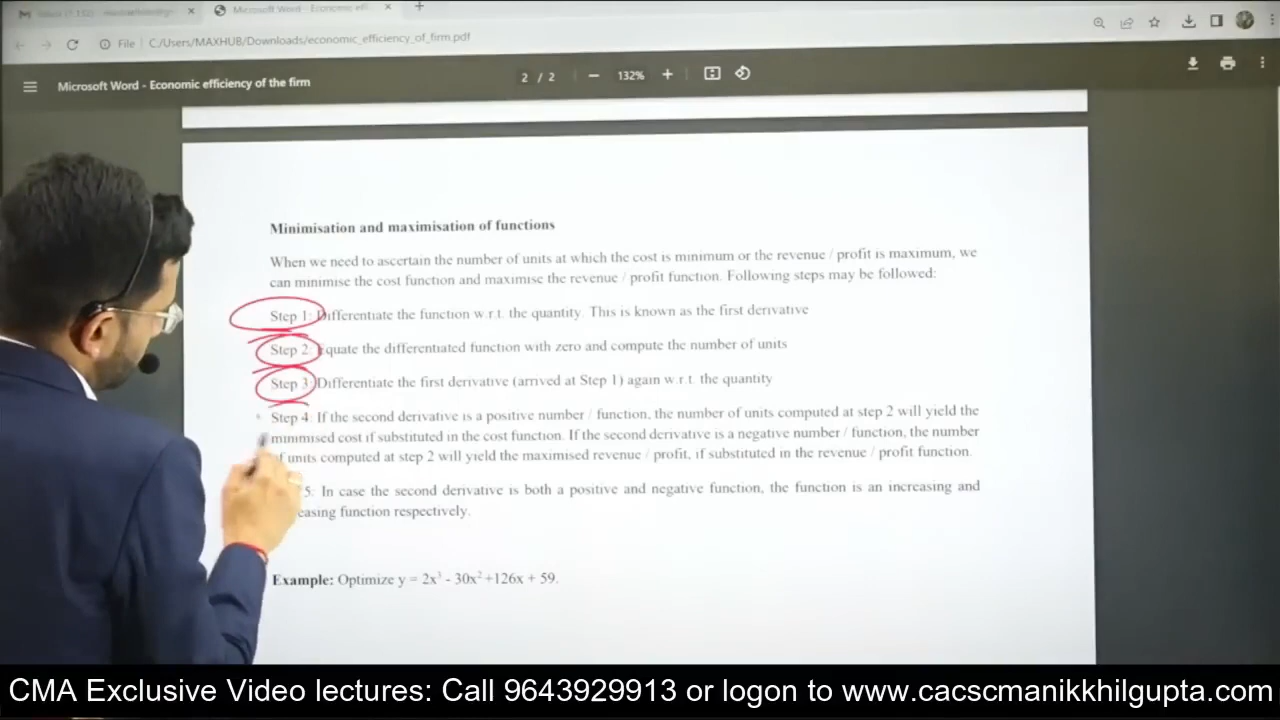 Microsoft Word - Economic effi
File C:/Users/MAXHUB/Downloads/economic_efficiency_of_firm.pdf
Microsoft Word - Economic efficiency of the firm
2 / 2
132%
Minimisation and maximisation of functions
When we need to ascertain the number of units at which the cost is minimum or the revenue / profit is maximum, we
can minimise the cost function and maximise the revenue / profit function. Following steps may be followed:
Step 1: Differentiate the function w.r.t. the quantity. This is known as the first derivative
Step 2: Equate the differentiated function with zero and compute the number of units
Step 3: Differentiate the first derivative (arrived at Step 1) again w.r.t. the quantity
Step 4: If the second derivative is a positive number / function, the number of units computed at step 2 will yield the
minimised cost if substituted in the cost function. If the second derivative is a negative number / function, the number
units computed at step 2 will yield the maximised revenue / profit, if substituted in the revenue / profit function.
5: In case the second derivative is both a positive and negative function, the function is an increasing and
easing function respectively.
Example: Optimize y = 2x³ - 30x² +126x + 59.
CMA Exclusive Video lectures: Call 9643929913 or logon to www.cacscmanikkhilgupta.com